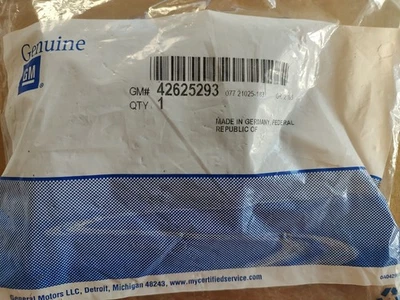 Genuine
GM
GM# 42625293
QTY 1
MADE IN GERMANY, FEDERAL
REPUBLIC OF
General Motors LLC, Detroit, Michigan 48243, www.mycertifiedservice.com